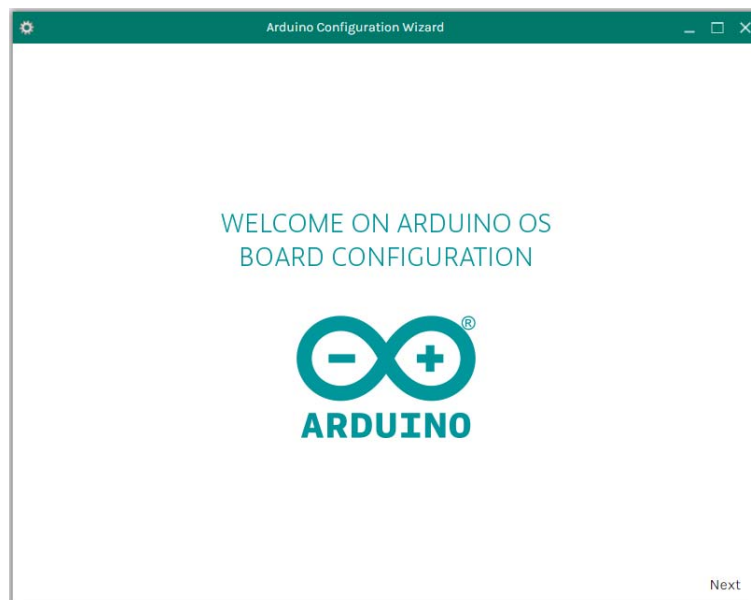 Arduino Configuration Wizard
WELCOME ON ARDUINO OS
BOARD CONFIGURATION
®
ARDUINO
Next